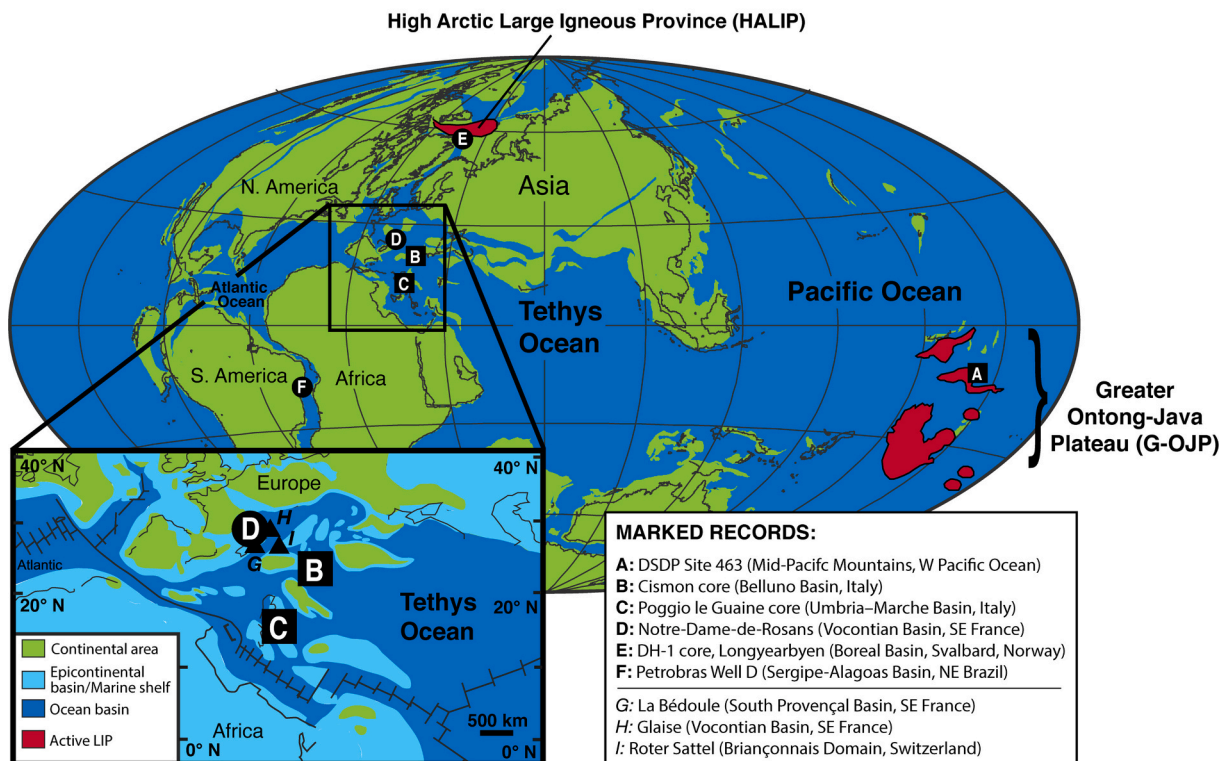 High Arctic Large Igneous Province (HALIP)
E
N. America
Asia
D
B
C
Atlantic
Ocean
Tethys
Ocean
Pacific Ocean
S. America
F
Africa
A
Greater
Ontong-Java
Plateau (G-OJP)
40° N
40° N
Europe
D
H
I
G
B
Atlantic
20° N
20° N
C
Tethys
Ocean
Continental area
Epicontinental
basin/Marine shelf
Ocean basin
Active LIP
Africa
500 km
0° N
0° N
MARKED RECORDS:
A: DSDP Site 463 (Mid-Pacifc Mountains, W Pacific Ocean)
B: Cismon core (Belluno Basin, Italy)
C: Poggio le Guaine core (Umbria–Marche Basin, Italy)
D: Notre-Dame-de-Rosans (Vocontian Basin, SE France)
E: DH-1 core, Longyearbyen (Boreal Basin, Svalbard, Norway)
F: Petrobras Well D (Sergipe-Alagoas Basin, NE Brazil)
G: La Bédoule (South Provençal Basin, SE France)
H: Glaise (Vocontian Basin, SE France)
I: Roter Sattel (Briançonnais Domain, Switzerland)